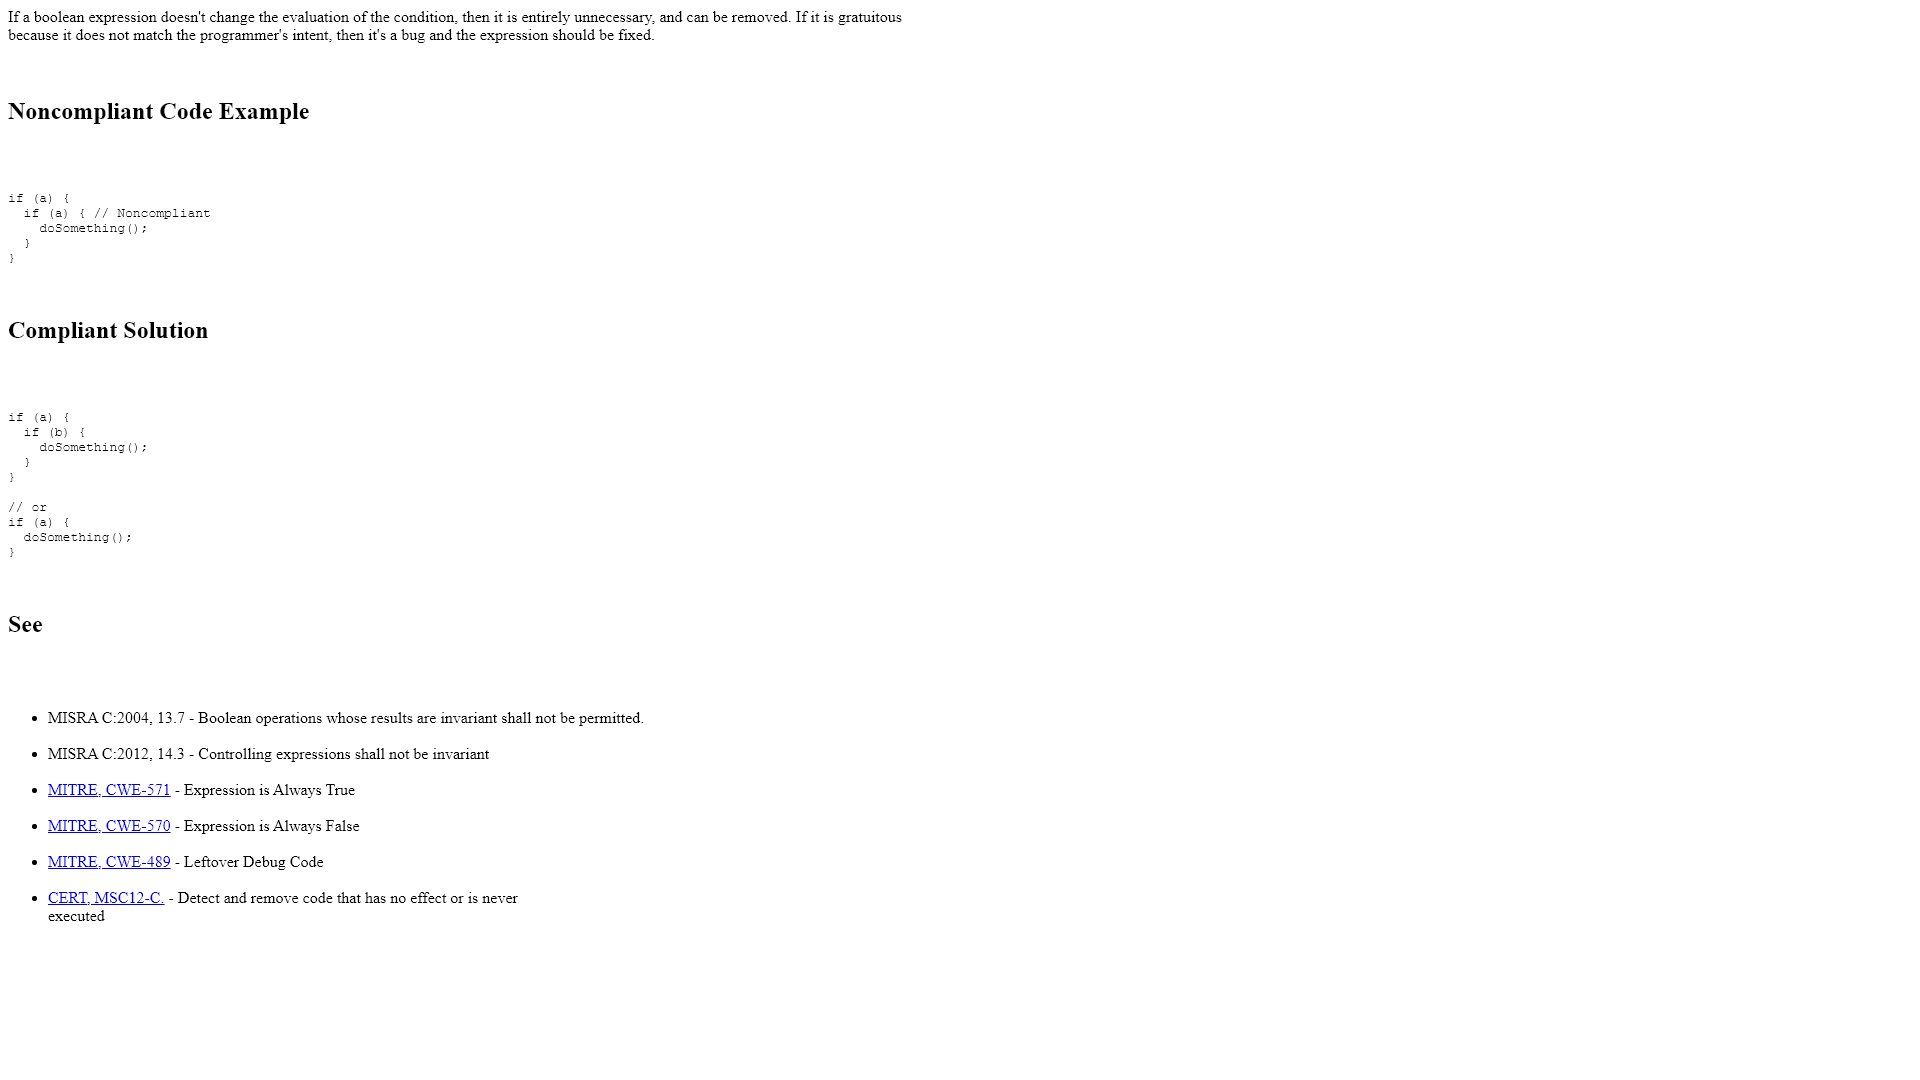 If a boolean expression doesn't change the evaluation of the condition, then it is entirely unnecessary, and can be removed. If it is gratuitous
because it does not match the programmer's intent, then it's a bug and the expression should be fixed.
Noncompliant Code Example
if (a) {
  if (a) { // Noncompliant
    doSomething();
  }
}
Compliant Solution
if (a) {
  if (b) {
    doSomething();
  }
}
// or
if (a) {
  doSomething();
}
See
• MISRA C:2004, 13.7 - Boolean operations whose results are invariant shall not be permitted.
• MISRA C:2012, 14.3 - Controlling expressions shall not be invariant
• MITRE, CWE-571 - Expression is Always True
• MITRE, CWE-570 - Expression is Always False
• MITRE, CWE-489 - Leftover Debug Code
• CERT, MSC12-C. - Detect and remove code that has no effect or is never
executed